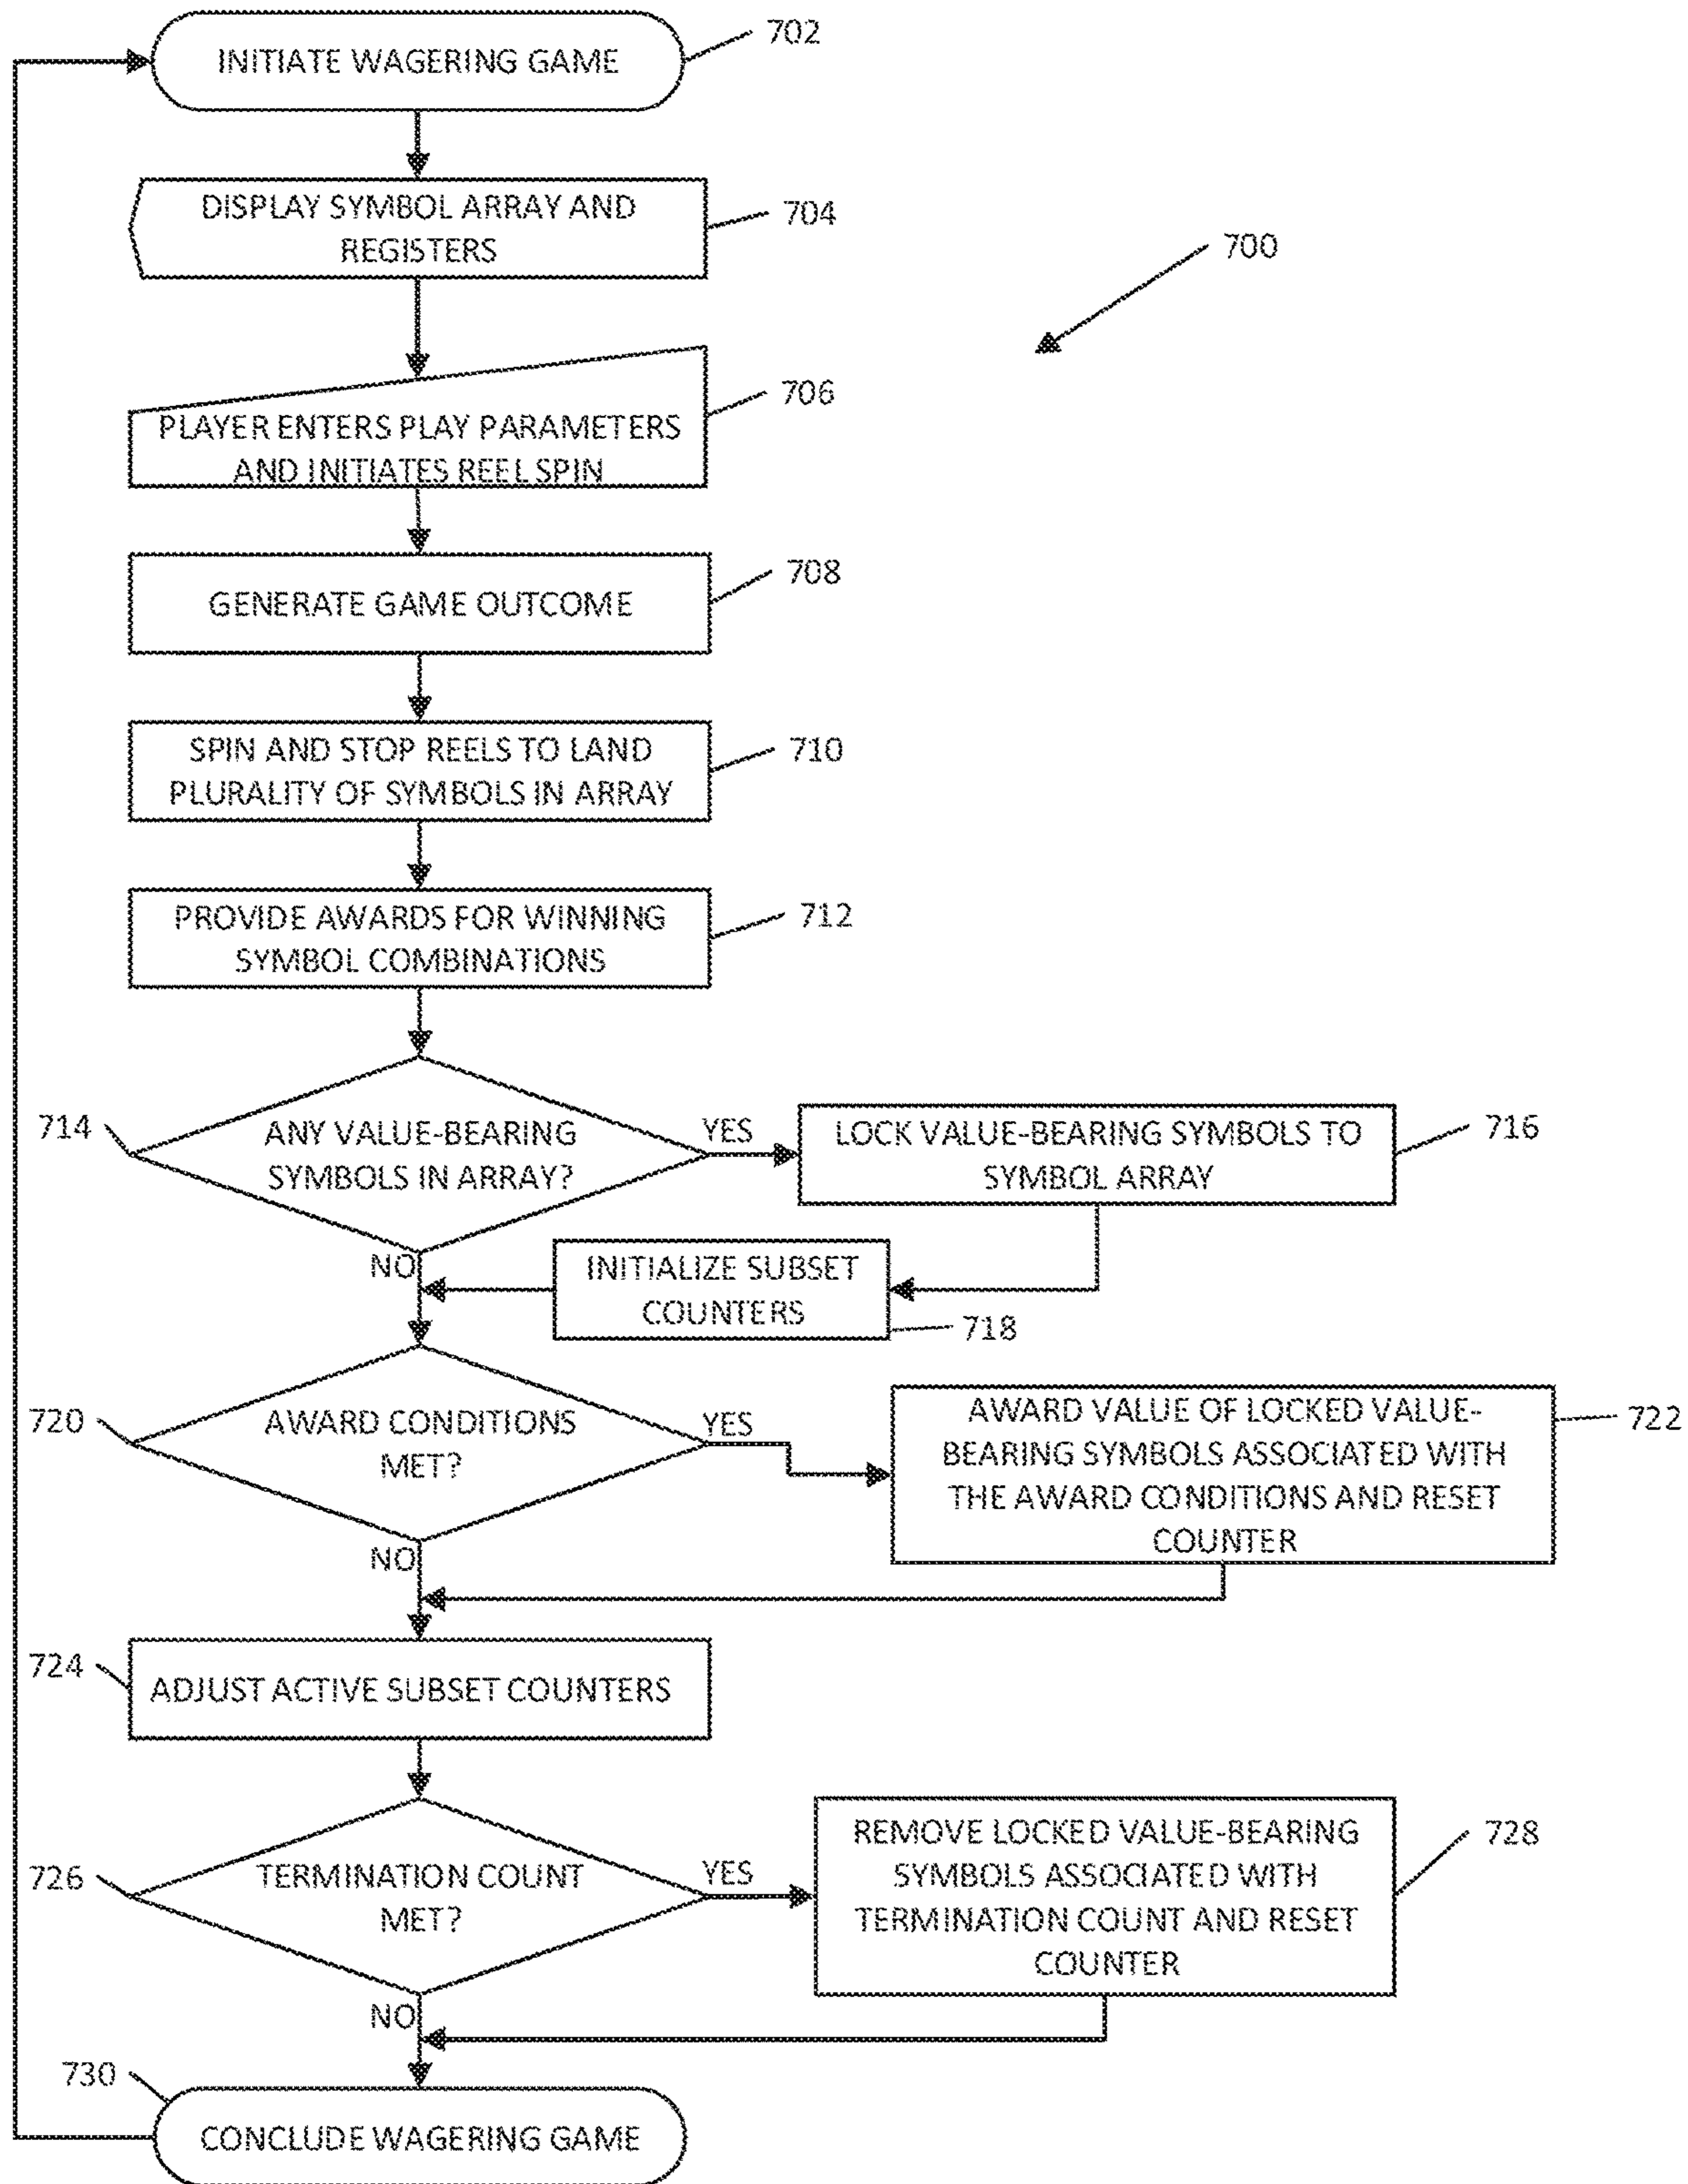 INITIATE WAGERING GAME
702
DISPLAY SYMBOL ARRAY AND
REGISTERS
704
700
PLAYER ENTERS PLAY PARAMETERS
AND INITIATES REEL SPIN
706
GENERATE GAME OUTCOME
708
SPIN AND STOP REELS TO LAND
PLURALITY OF SYMBOLS IN ARRAY
710
PROVIDE AWARDS FOR WINNING
SYMBOL COMBINATIONS
712
714
ANY VALUE-BEARING
SYMBOLS IN ARRAY?
YES
LOCK VALUE-BEARING SYMBOLS TO
SYMBOL ARRAY
716
NO
INITIALIZE SUBSET
COUNTERS
718
720
AWARD CONDITIONS
MET?
YES
AWARD VALUE OF LOCKED VALUE-
BEARING SYMBOLS ASSOCIATED WITH
THE AWARD CONDITIONS AND RESET
COUNTER
722
NO
724
ADJUST ACTIVE SUBSET COUNTERS
726
TERMINATION COUNT
MET?
YES
REMOVE LOCKED VALUE-BEARING
SYMBOLS ASSOCIATED WITH
TERMINATION COUNT AND RESET
COUNTER
728
NO
730
CONCLUDE WAGERING GAME